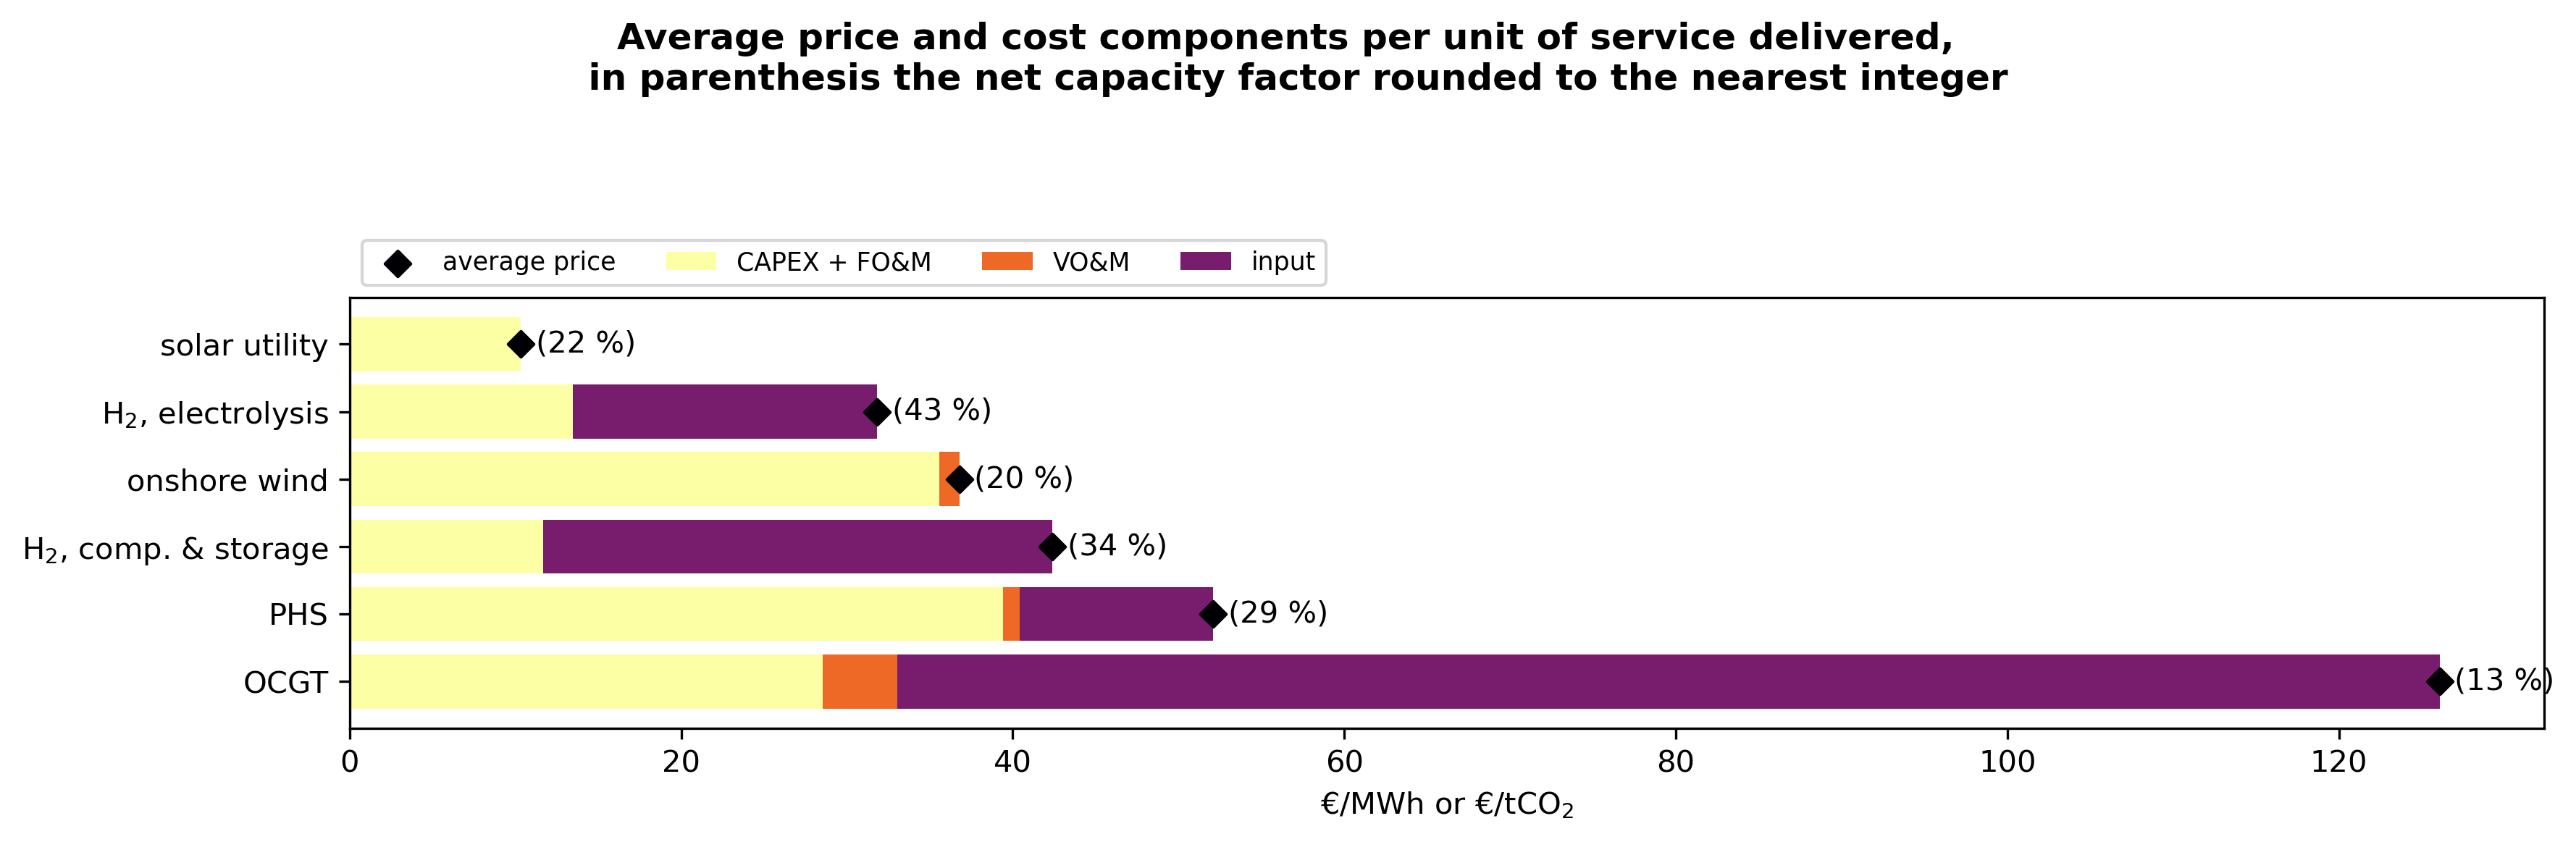 Average price and cost components per unit of service delivered,
in parenthesis the net capacity factor rounded to the nearest integer
average price CAPEX + FO&M VO&M input
solar utility (22 %)
H₂, electrolysis (43 %)
onshore wind (20 %)
H₂, comp. & storage (34 %)
PHS (29 %)
OCGT (13 %)
0 20 40 60 80 100 120
€/MWh or €/tCO₂